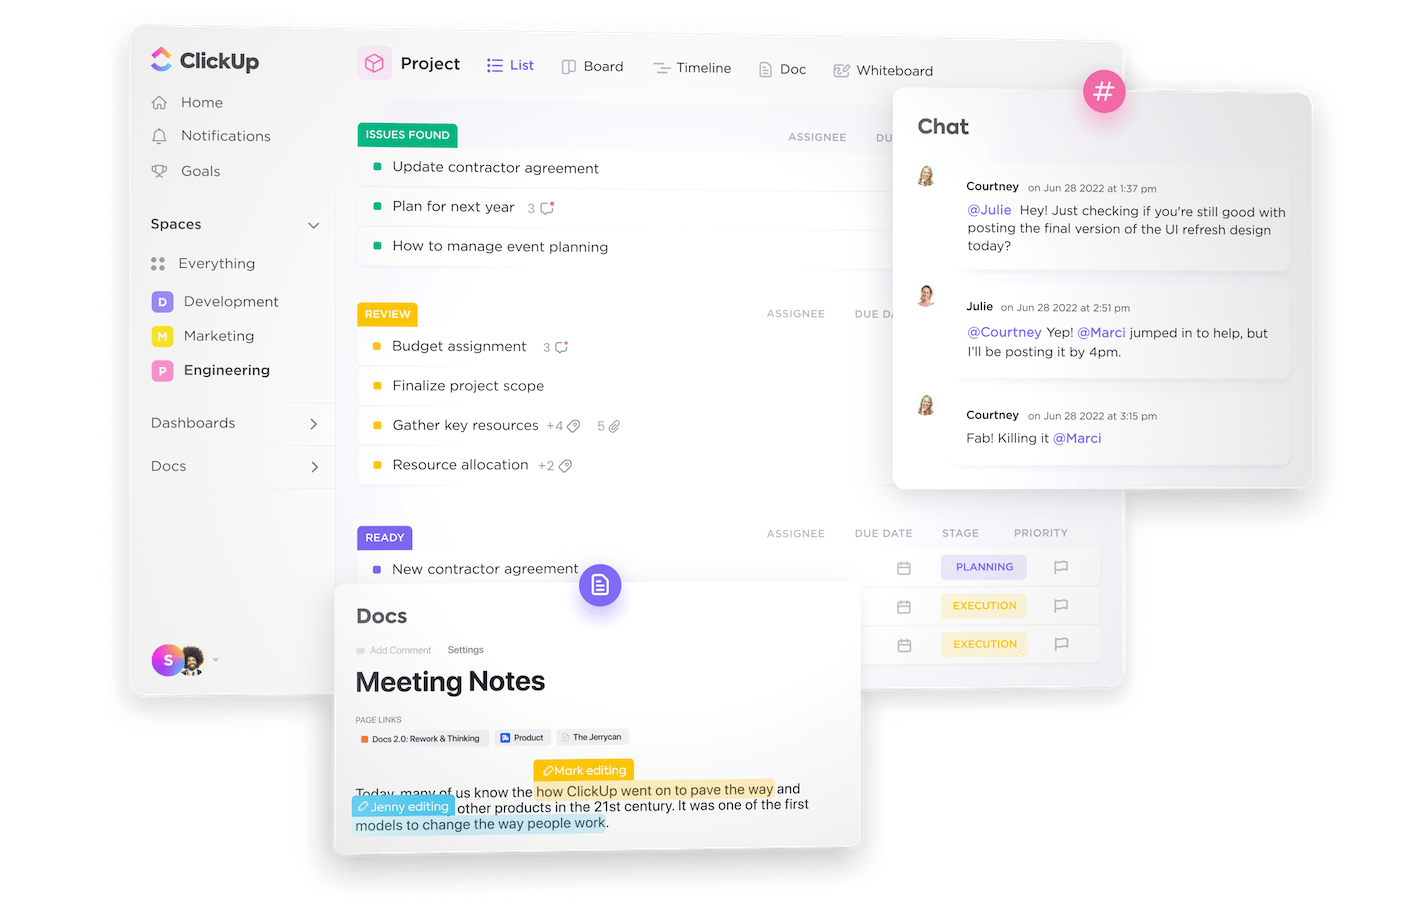 ClickUp
Home
Notifications
Goals
Spaces
Everything
D Development
M Marketing
P Engineering
Dashboards
Docs
S
Project List Board Timeline Doc Whiteboard
ISSUES FOUND ASSIGNEE DU
Update contractor agreement
Plan for next year 3
How to manage event planning
REVIEW ASSIGNEE DUE DA
Budget assignment 3
Finalize project scope
Gather key resources +4 5
Resource allocation +2
READY ASSIGNEE DUE DATE STAGE PRIORITY
New contractor agreement PLANNING
EXECUTION
EXECUTION
#
Chat
Courtney on Jun 28 2022 at 1:37 pm
@Julie Hey! Just checking if you're still good with
posting the final version of the UI refresh design
today?
Julie on Jun 28 2022 at 2:51 pm
@Courtney Yep! @Marci jumped in to help, but
I'll be posting it by 4pm.
Courtney on Jun 28 2022 at 3:15 pm
Fab! Killing it @Marci
Docs
Add Comment Settings
Meeting Notes
PAGE LINKS
Docs 2.0: Rework & Thinking Product The Jerrycan
Mark editing
Today, many of us know the how ClickUp went on to pave the way and
Jenny editing other products in the 21st century. It was one of the first
models to change the way people work.